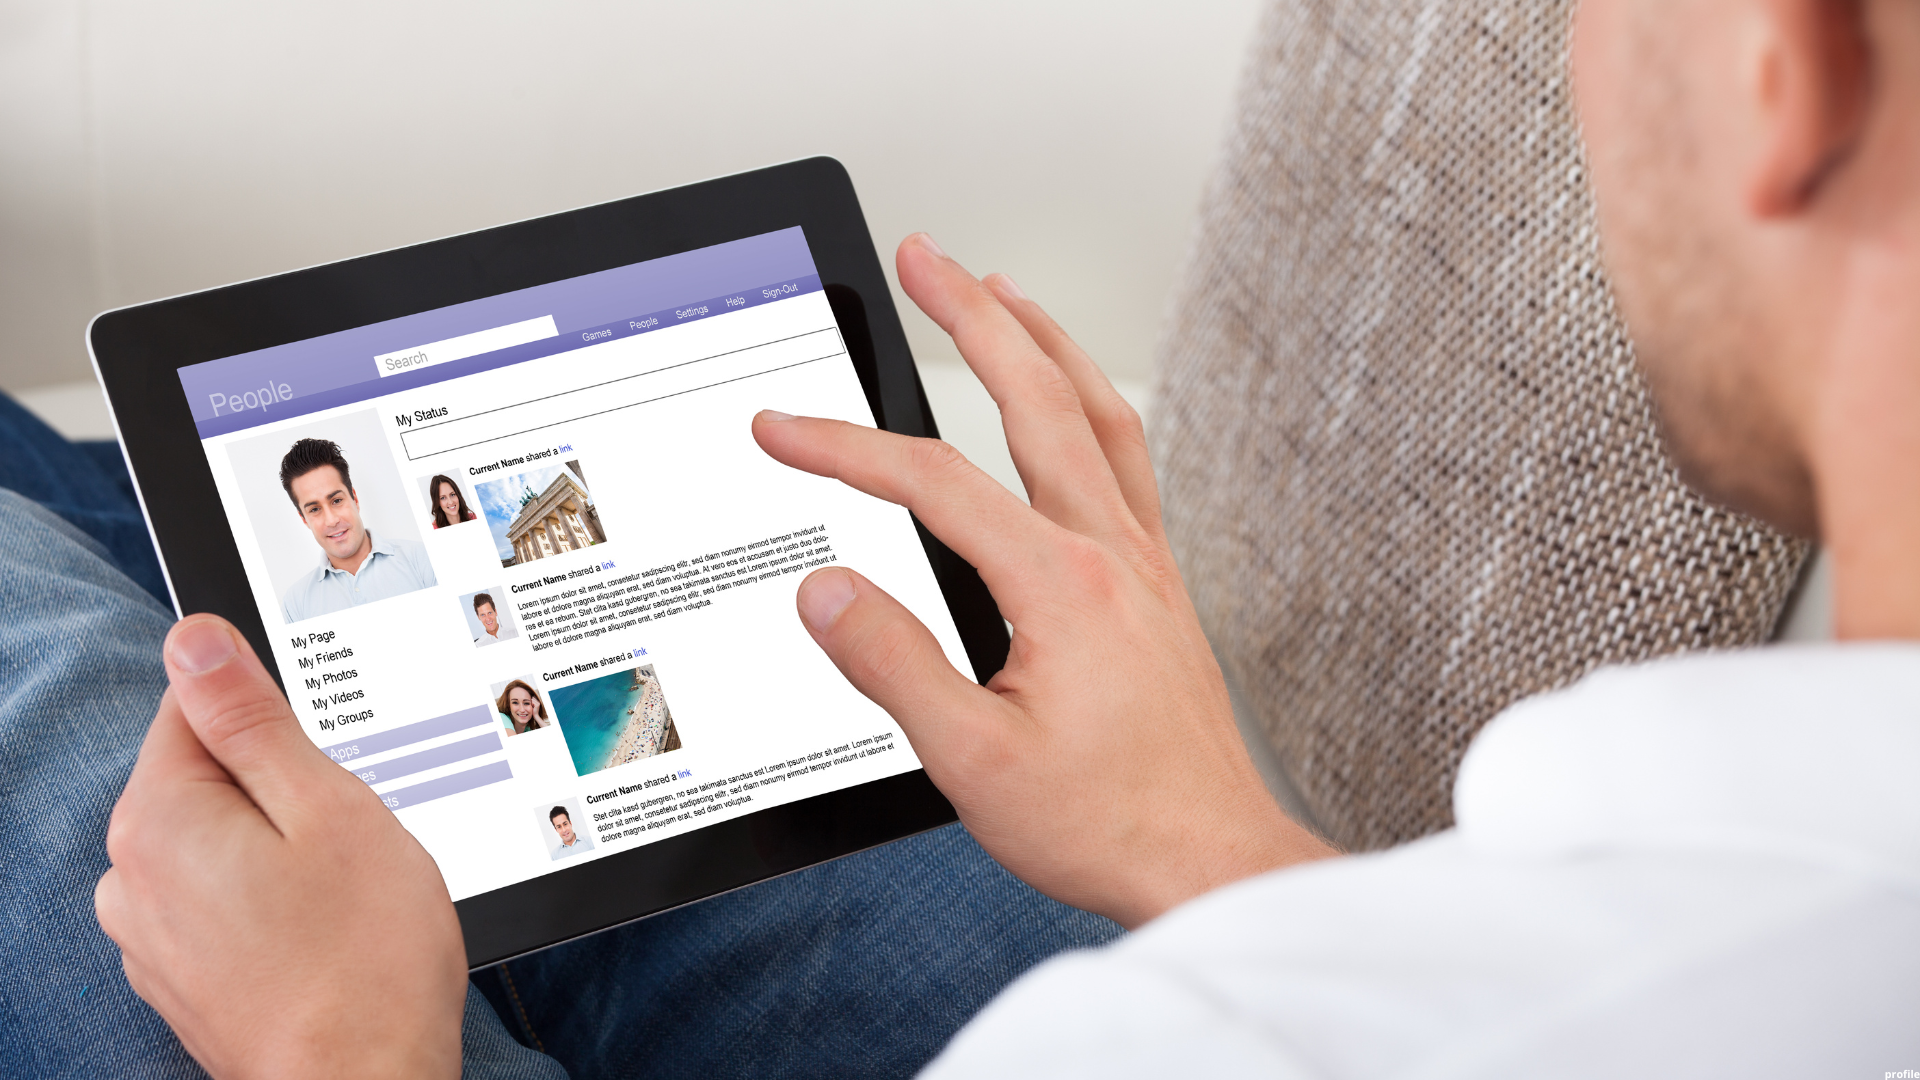 People
Search
Games People Settings Help Sign-Out
My Status
Current Name shared a link
Current Name shared a link
Lorem ipsum dolor sit amet, consetetur sadipscing elitr, sed diam nonumy eirmod tempor invidunt ut
labore et dolore magna aliquyam erat, sed diam voluptua. At vero eos et accusam et justo duo dolo-
res et ea rebum. Stet clita kasd gubergren, no sea takimata sanctus est Lorem ipsum dolor sit amet.
Lorem ipsum dolor sit amet, consetetur sadipscing elitr, sed diam nonumy eirmod tempor invidunt ut
labore et dolore magna aliquyam erat, sed diam voluptua.
Current Name shared a link
Current Name shared a link
Stet clita kasd gubergren, no sea takimata sanctus est Lorem ipsum dolor sit amet. Lorem ipsum
dolor sit amet, consetetur sadipscing elitr, sed diam nonumy eirmod tempor invidunt ut labore et
dolore magna aliquyam erat, sed diam voluptua.
My Page
My Friends
My Photos
My Videos
My Groups
Apps
profile